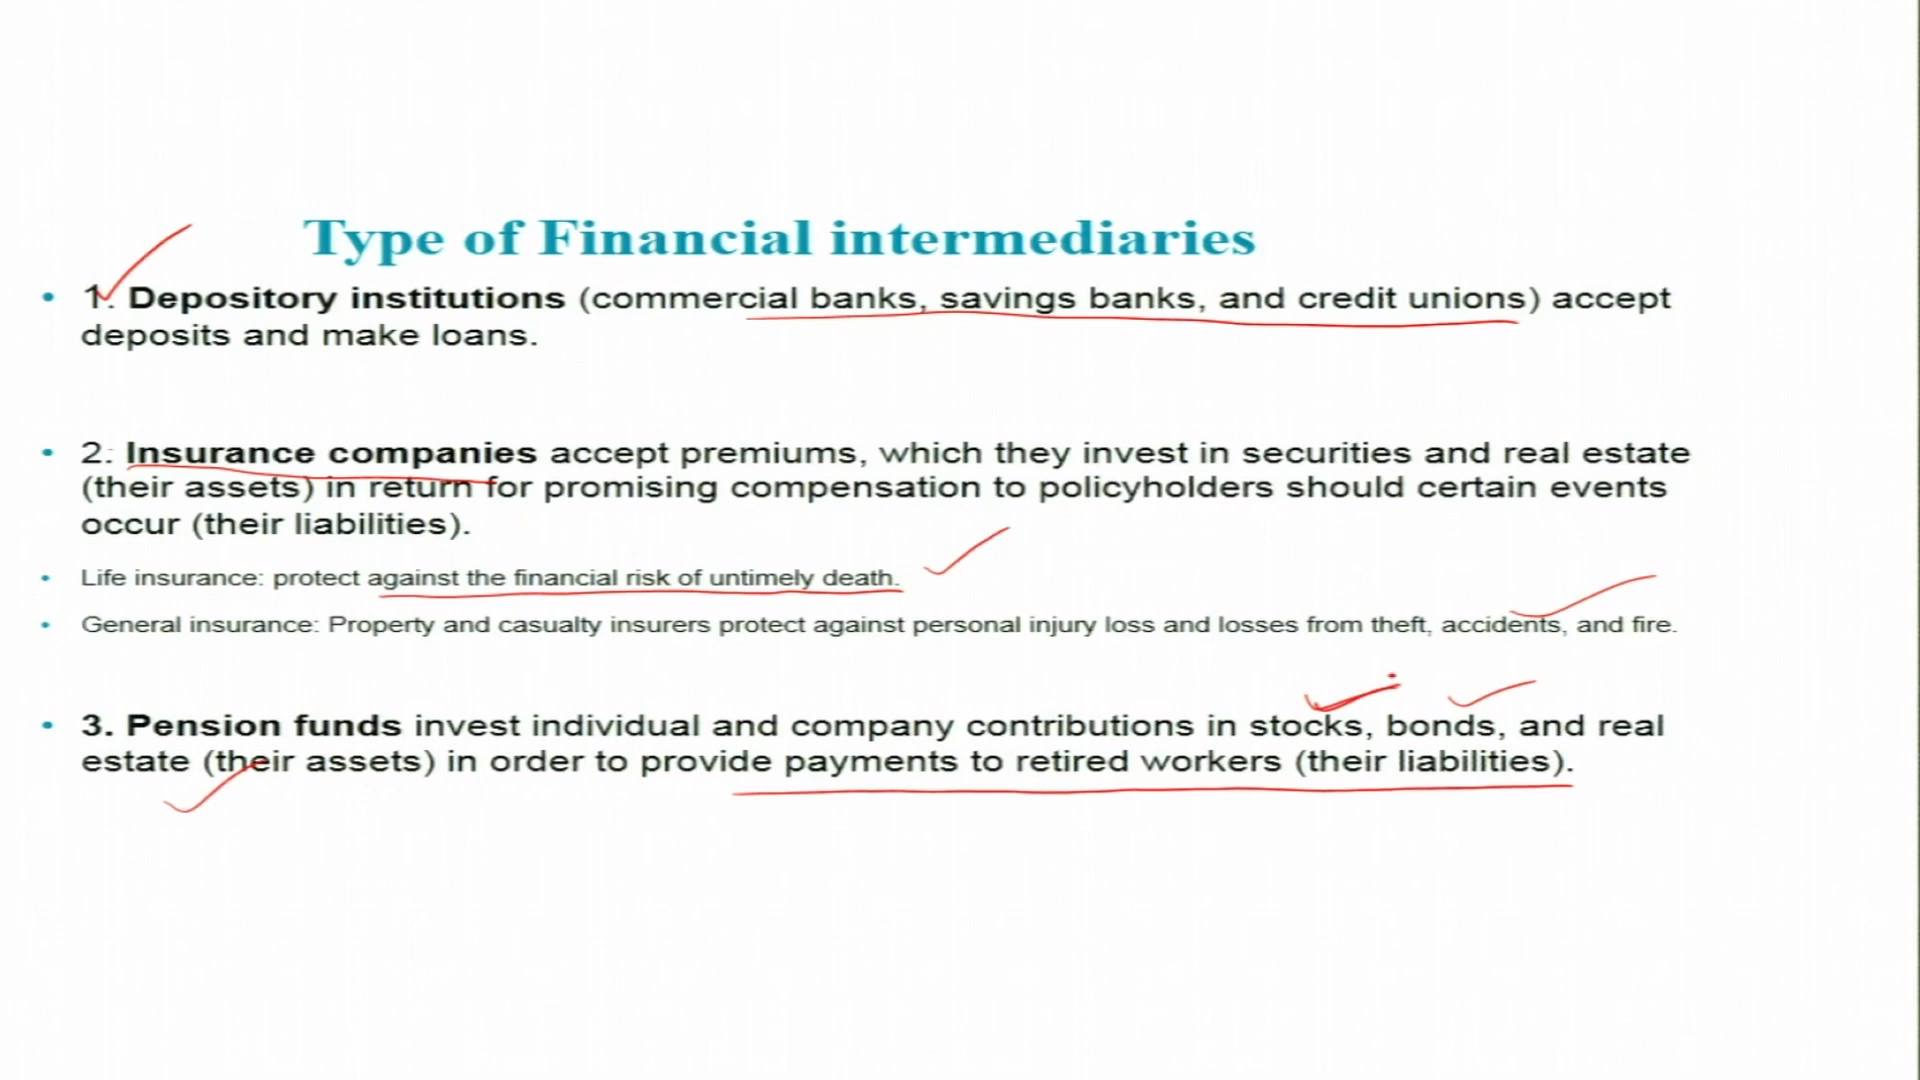 Type of Financial intermediaries
• 1. Depository institutions (commercial banks, savings banks, and credit unions) accept
deposits and make loans.
• 2. Insurance companies accept premiums, which they invest in securities and real estate
(their assets) in return for promising compensation to policyholders should certain events
occur (their liabilities).
• Life insurance: protect against the financial risk of untimely death.
• General insurance: Property and casualty insurers protect against personal injury loss and losses from theft, accidents, and fire.
• 3. Pension funds invest individual and company contributions in stocks, bonds, and real
estate (their assets) in order to provide payments to retired workers (their liabilities).